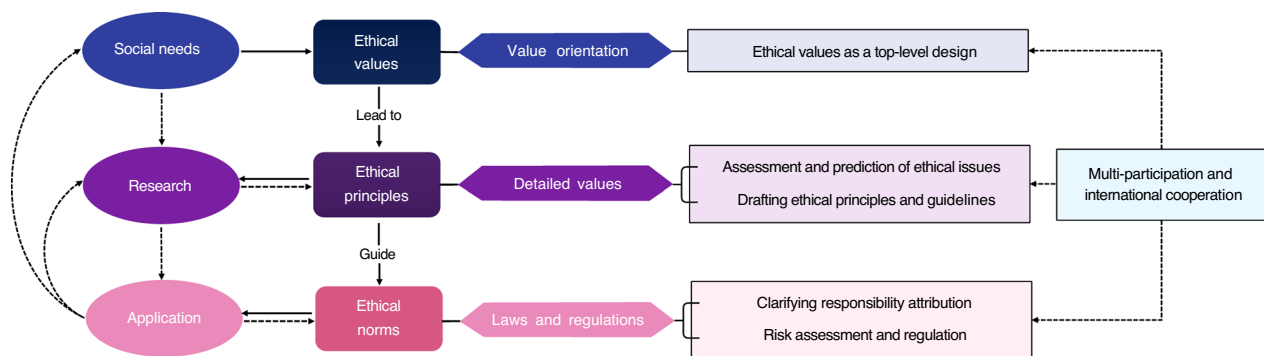 Social needs
Ethical
values
Value orientation
Ethical values as a top-level design
Lead to
Research
Ethical
principles
Detailed values
Assessment and prediction of ethical issues
Drafting ethical principles and guidelines
Multi-participation and
international cooperation
Guide
Application
Ethical
norms
Laws and regulations
Clarifying responsibility attribution
Risk assessment and regulation